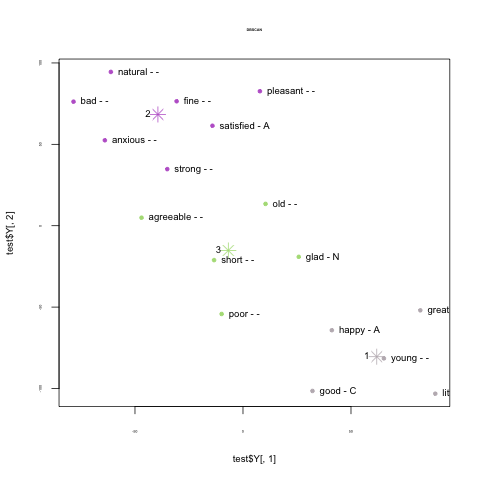 DBSCAN
natural - -
bad - -
fine - -
pleasant - -
2
satisfied - A
anxious - -
strong - -
old - -
agreeable - -
3
short - -
glad - N
poor - -
great
happy - A
1
young - -
good - C
lit
test$Y[, 2]
test$Y[, 1]